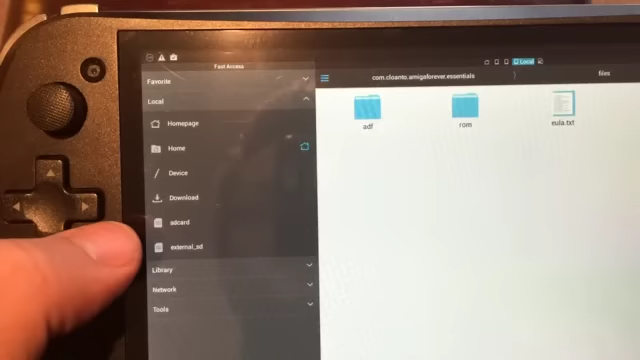 Fast Access
Local
Favorite
com.cloanto.amigaforever.essentials
files
Local
Homepage
adf
rom
eula.txt
Home
Device
Download
adcard
external_sd
Library
Network
Tools